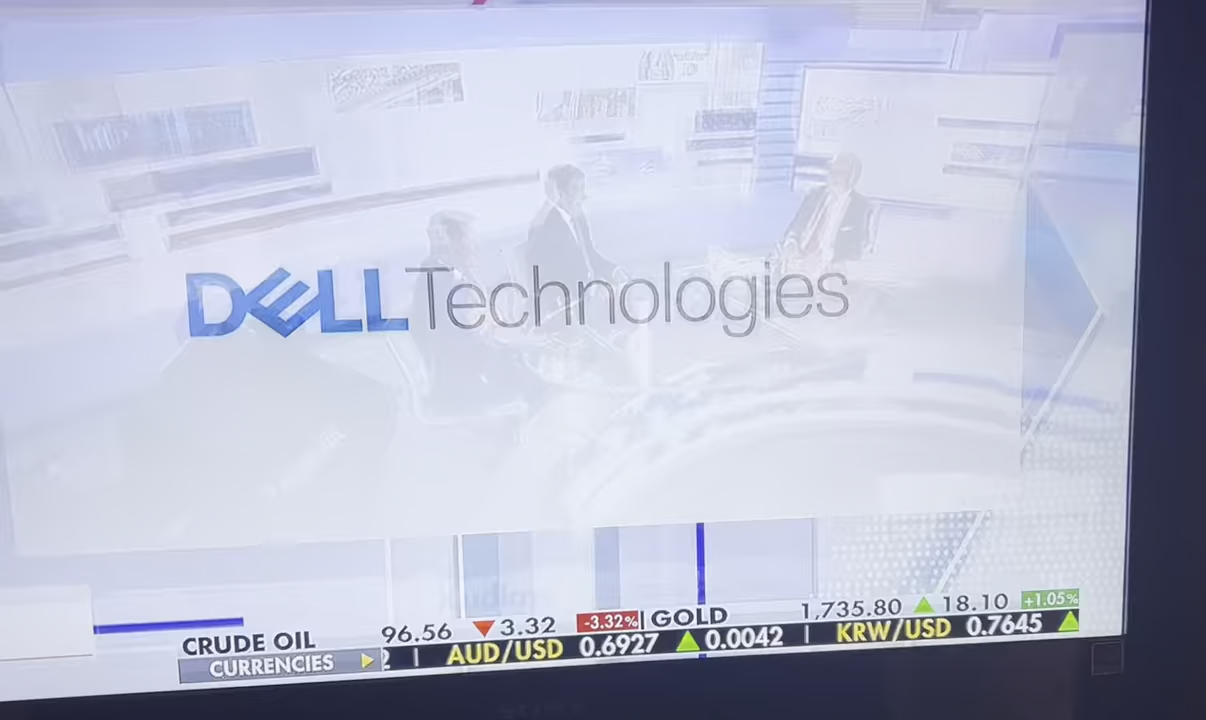 DELL Technologies
CRUDE OIL 96.56 ▼ 3.32 -3.32% GOLD 1,735.80 ▲ 18.10 +1.05%
CURRENCIES ▶ 2 | AUD/USD 0.6927 ▲ 0.0042 | KRW/USD 0.7645 ▲